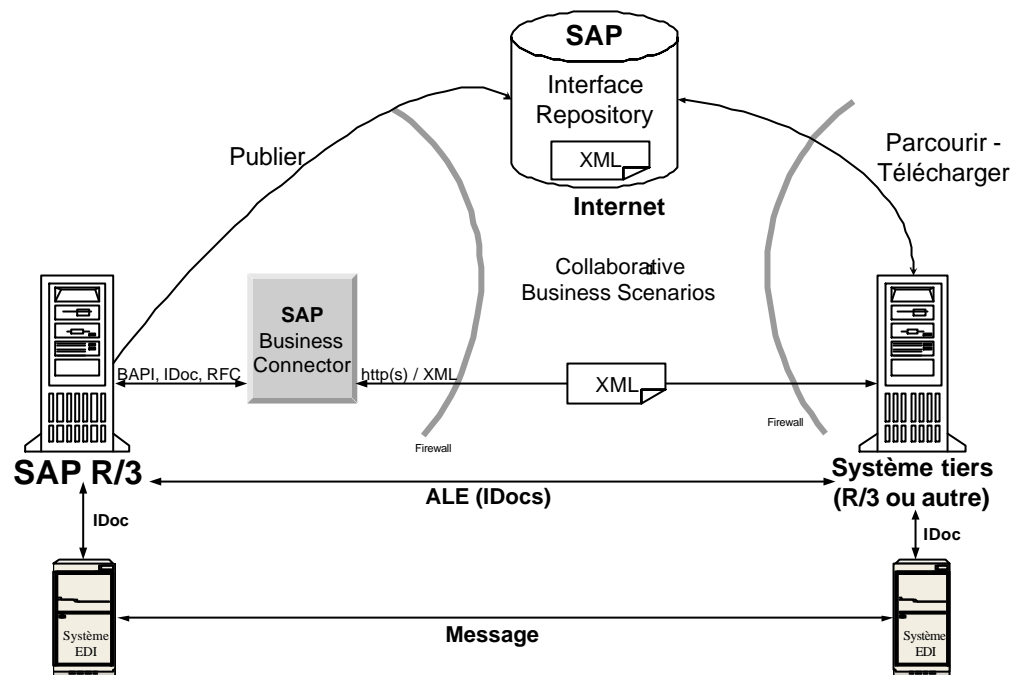 SAP
Interface
Repository
XML
Internet
Publier
Parcourir -
Télécharger
Collaborative
Business Scenarios
SAP
Business
Connector
BAPI, IDoc, RFC
http(s) / XML
XML
Firewall
Firewall
SAP R/3
Système tiers
(R/3 ou autre)
ALE (IDocs)
IDoc
IDoc
Système
EDI
Message
Système
EDI